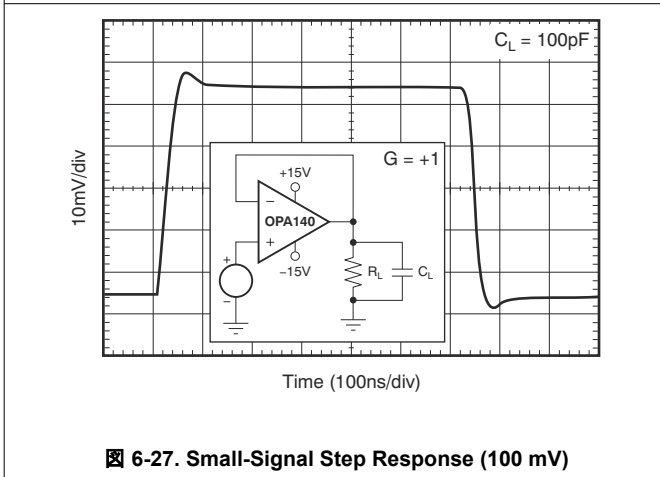 C_L = 100pF
10mV/div
G = +1
+15V
−
OPA140
+
−15V
+
−
R_L
C_L
Time (100ns/div)
図 6-27. Small-Signal Step Response (100 mV)